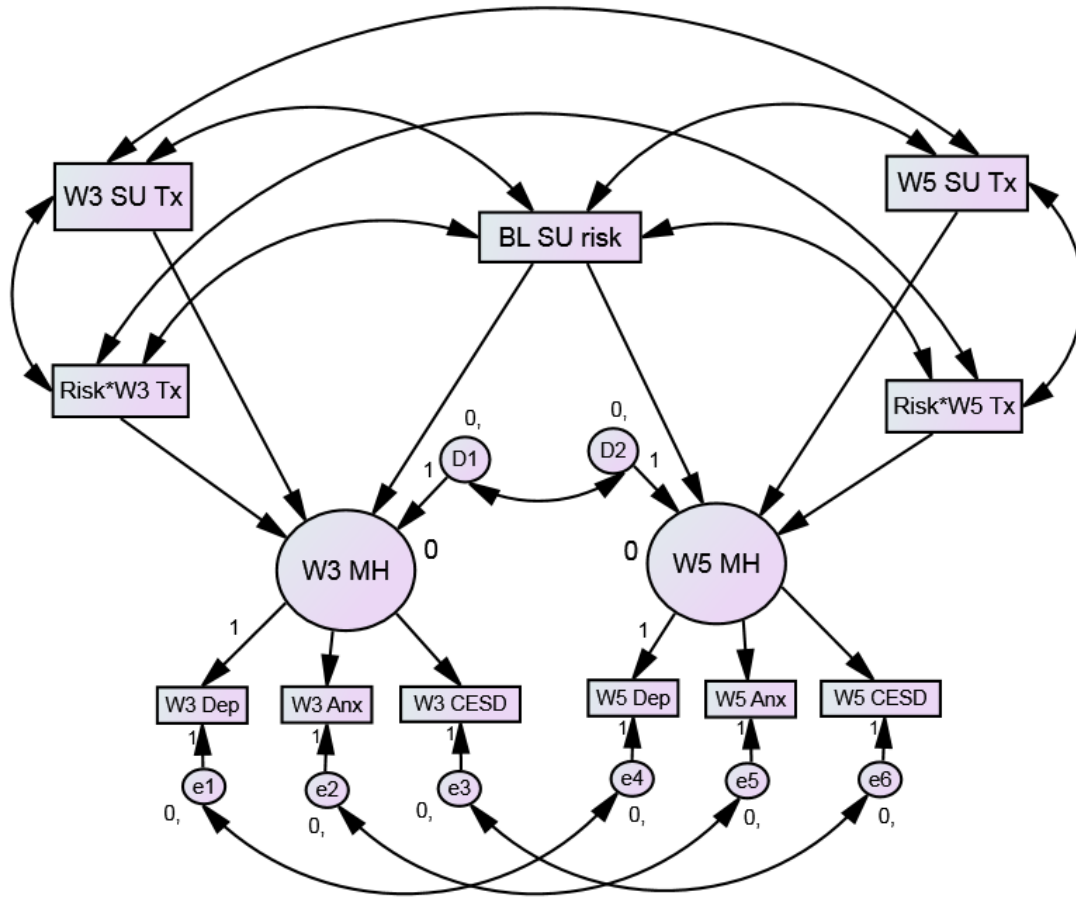 W3 SU Tx
W5 SU Tx
BL SU risk
Risk*W3 Tx
Risk*W5 Tx
0,
0,
D1
D2
1
1
W3 MH
0
0
W5 MH
1
1
W3 Dep
W3 Anx
W3 CESD
W5 Dep
W5 Anx
W5 CESD
1
1
1
1
1
1
e1
e2
e3
e4
e5
e6
0,
0,
0,
0,
0,
0,